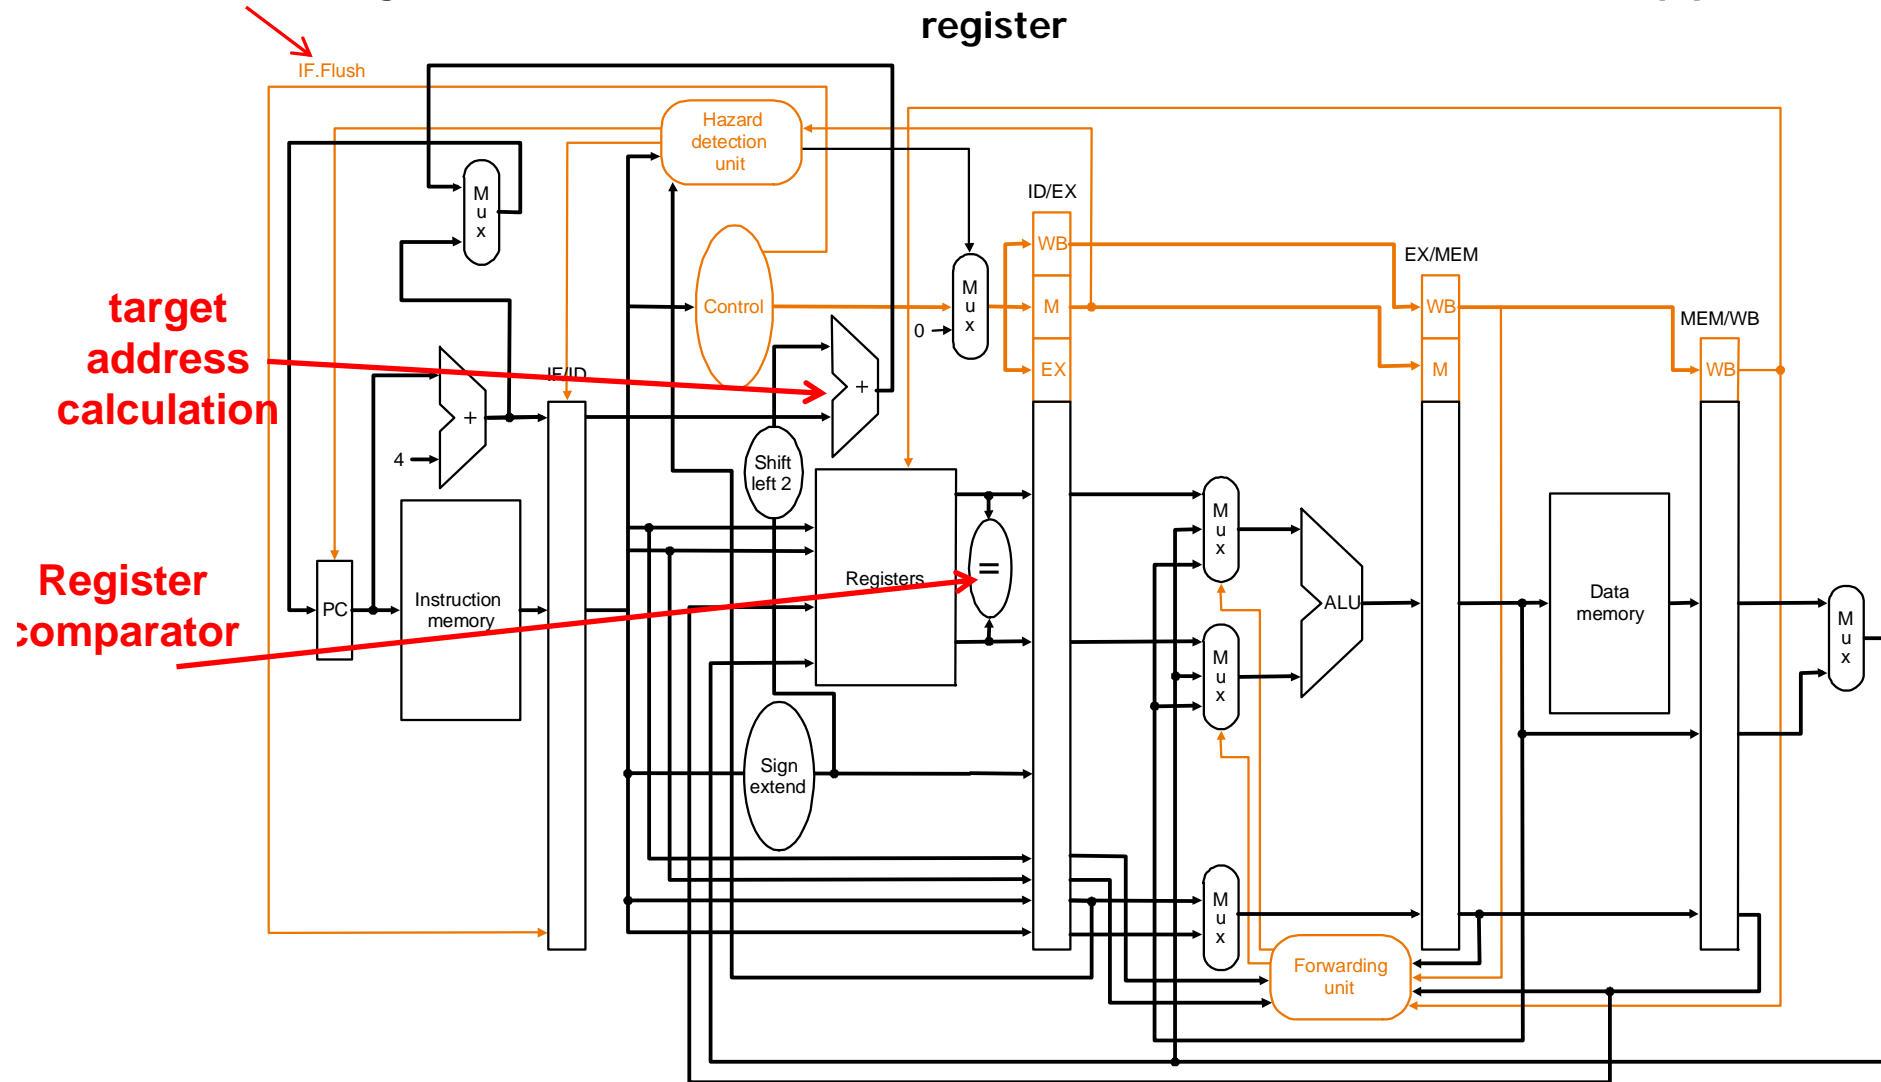 register
IF.Flush
Hazard
detection
unit
M
u
x
ID/EX
WB
EX/MEM
Control
M
u
x
M
WB
MEM/WB
target
address
calculation
0
EX
M
WB
IF/ID
+
+
4
Shift
left 2
M
u
x
Register
comparator
PC
Instruction
memory
Registers
=
ALU
Data
memory
M
u
x
M
u
x
Sign
extend
M
u
x
Forwarding
unit